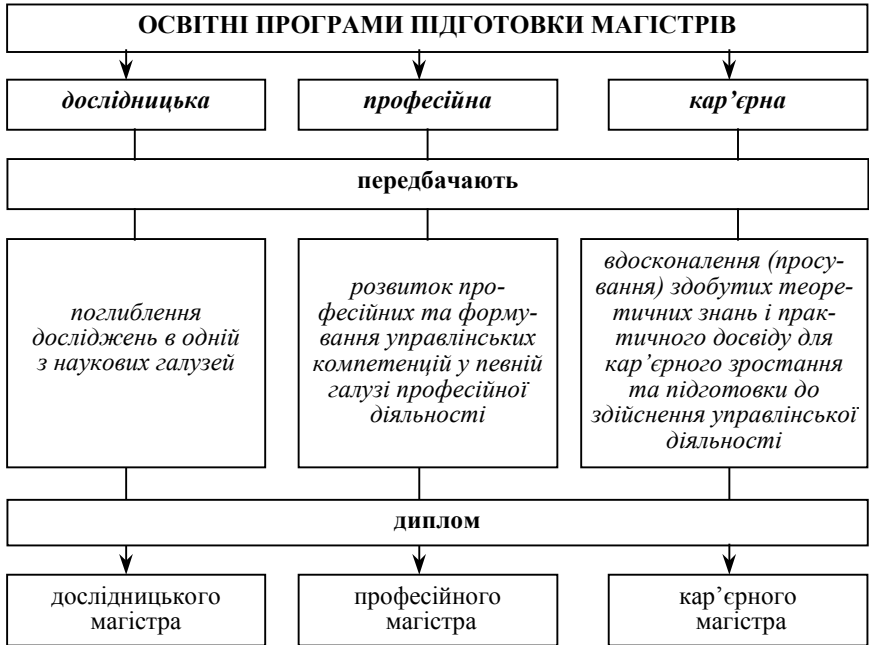 ОСВІТНІ ПРОГРАМИ ПІДГОТОВКИ МАГІСТРІВ
дослідницька
професійна
кар’єрна
передбачають
поглиблення
досліджень в одній
з наукових галузей
розвиток про-
фесійних та форму-
вання управлінських
компетенцій у певній
галузі професійної
діяльності
вдосконалення (просу-
вання) здобутих теоре-
тичних знань і прак-
тичного досвіду для
кар’єрного зростання
та підготовки до
здійснення управлінської
діяльності
диплом
дослідницького
магістра
професійного
магістра
кар’єрного
магістра